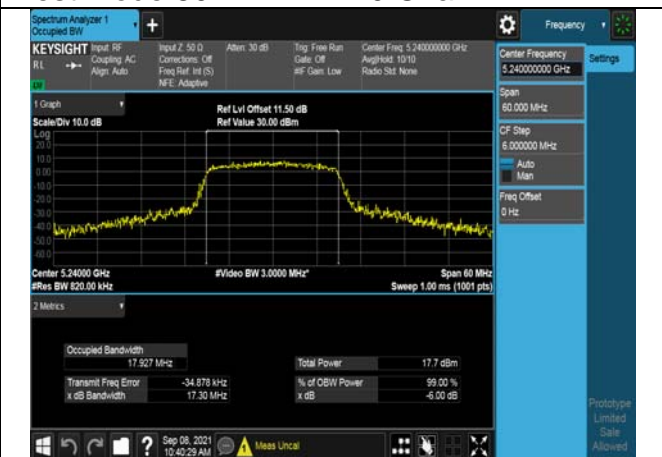 Spectrum Analyzer 1
Occupied BW
+
Frequency
KEYSIGHT
Input: RF
Coupling: AC
Align: Auto
Input Z: 50 Ω
Corrections: Off
Freq Ref: Int (S)
NFE: Adaptive
Atten: 30 dB
Trig: Free Run
Gate: Off
#IF Gain: Low
Center Freq: 5.240000000 GHz
Avg|Hold: 10/10
Radio Std: None
RL
Center Frequency
5.240000000 GHz
Settings
Span
60.000 MHz
CF Step
6.000000 MHz
Auto
Man
Freq Offset
0 Hz
1 Graph
Scale/Div 10.0 dB
Ref Lvl Offset 11.50 dB
Ref Value 30.00 dBm
Log
20.0
10.0
0.00
-10.0
-20.0
-30.0
-40.0
-50.0
-60.0
Center 5.24000 GHz
#Res BW 820.00 kHz
#Video BW 3.0000 MHz*
Span 60 MHz
Sweep 1.00 ms (1001 pts)
2 Metrics
Occupied Bandwidth
17.927 MHz
Total Power
17.7 dBm
Transmit Freq Error
-34.878 kHz
% of OBW Power
99.00 %
x dB Bandwidth
17.30 MHz
x dB
-6.00 dB
Prototype
Limited
Sale
Allowed
?
Sep 08, 2021
10:40:29 AM
Meas Uncal